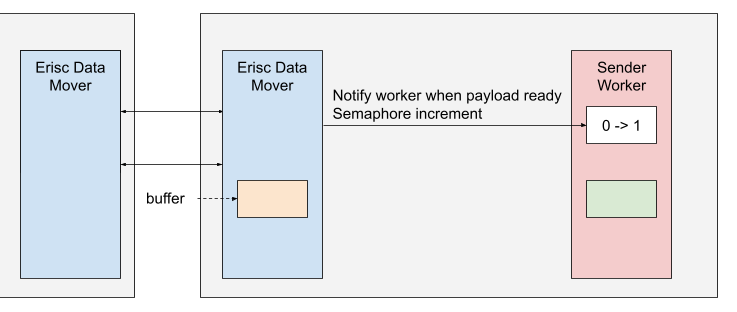 Erisc Data
Mover
Erisc Data
Mover
Sender
Worker
Notify worker when payload ready
Semaphore increment
0 -> 1
buffer